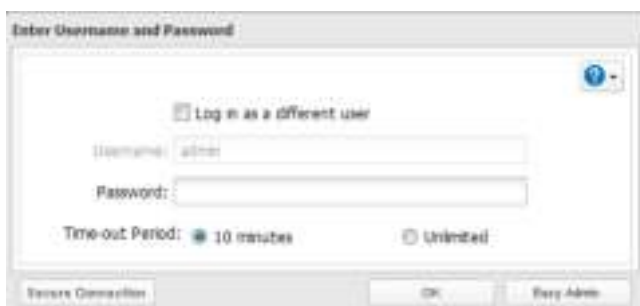 Enter Username and Password
Log in as a different user
Username: admin
Password:
Time-out Period: 10 minutes Unlimited
Secure Connection OK Easy Admin